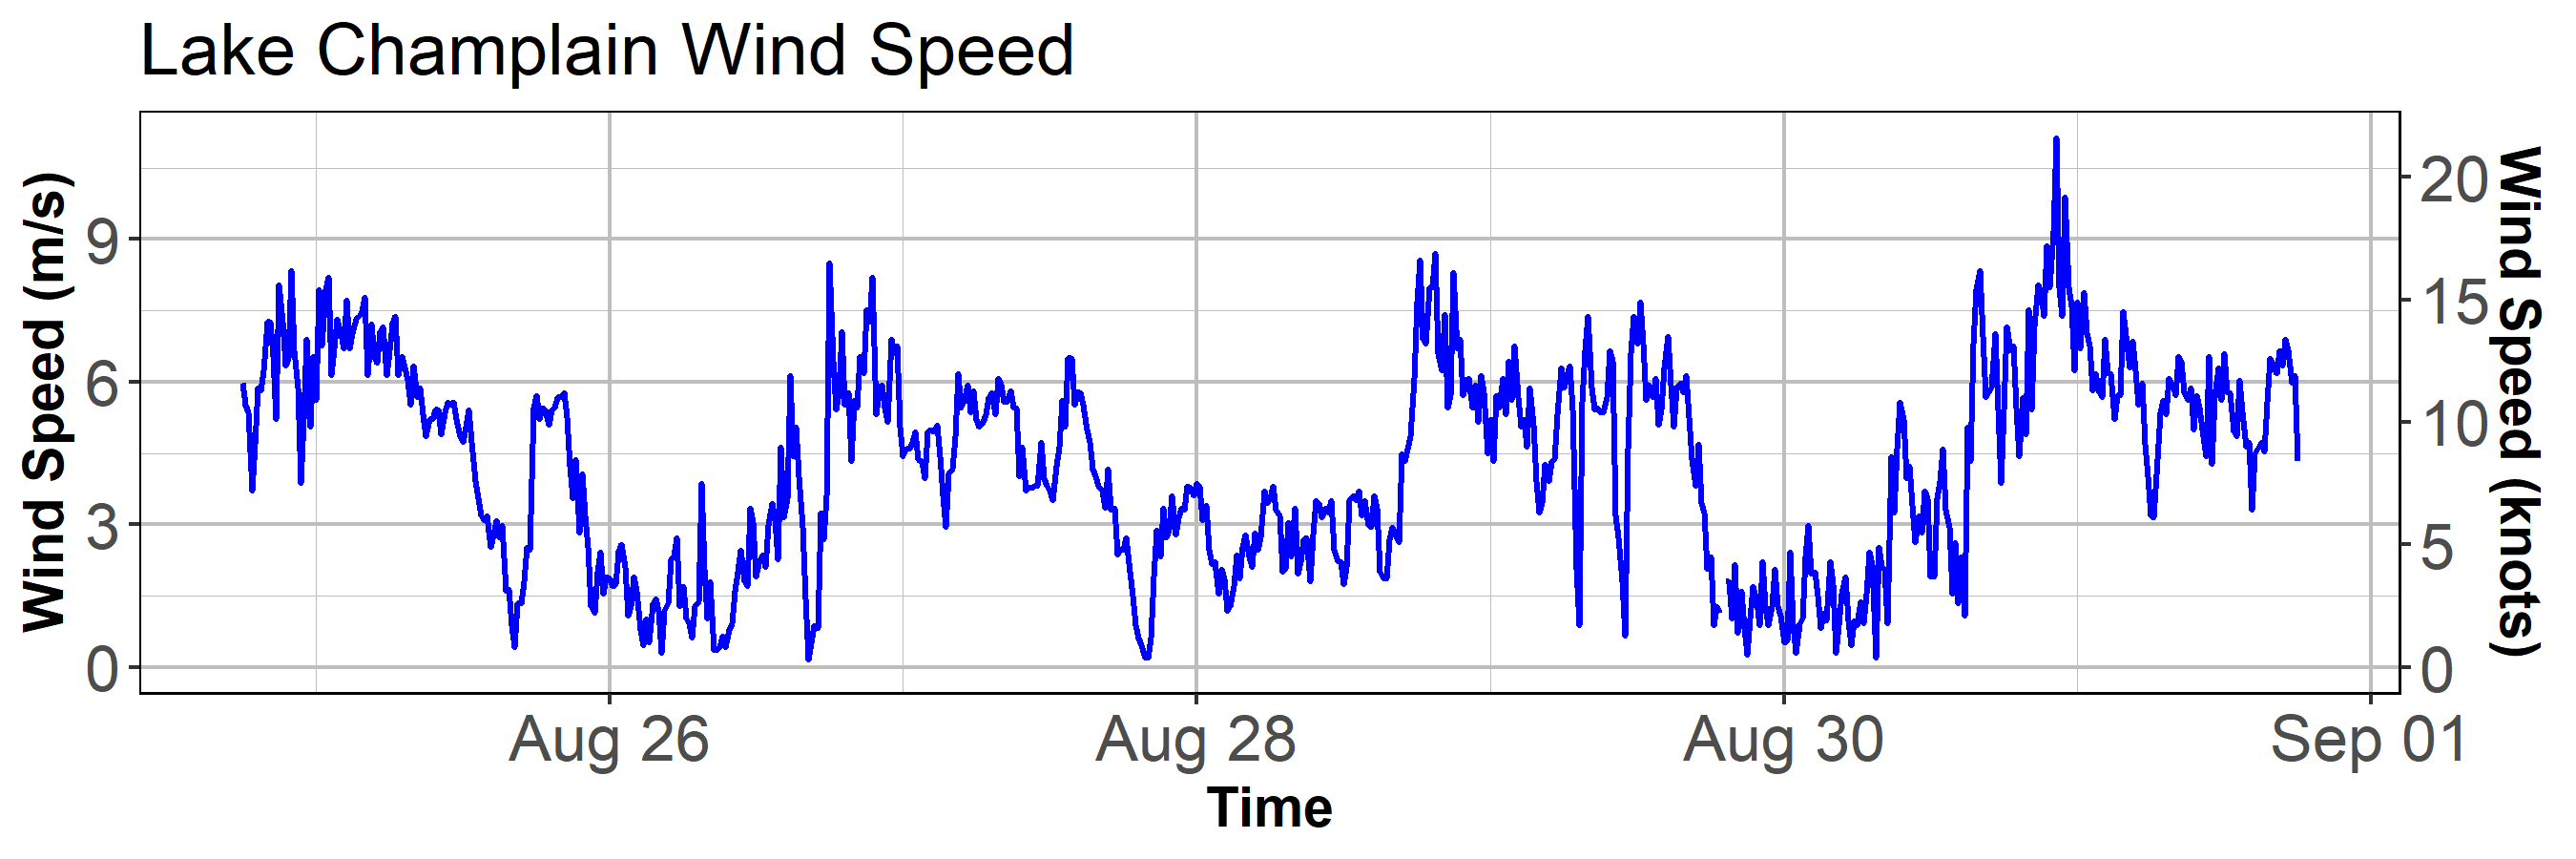 Lake Champlain Wind Speed
Wind Speed (m/s)
9
6
3
0
20
15
10
5
0
Wind Speed (knots)
Aug 26
Aug 28
Aug 30
Sep 01
Time